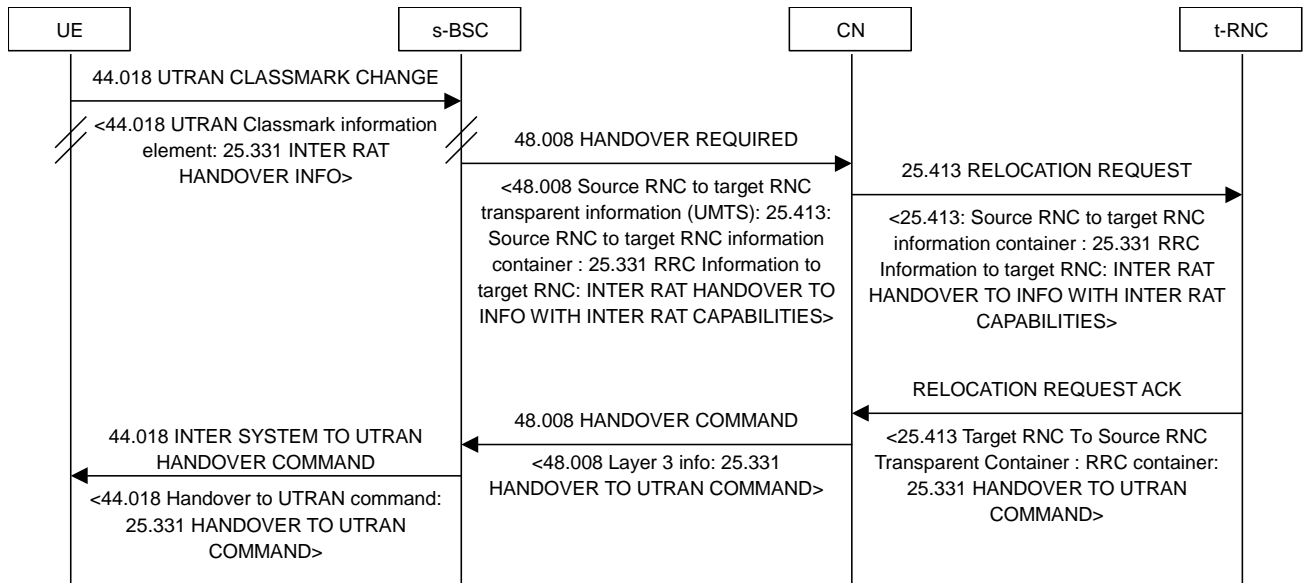 UE
s-BSC
CN
t-RNC
44.018 UTRAN CLASSMARK CHANGE
<44.018 UTRAN Classmark information
element: 25.331 INTER RAT
HANDOVER INFO>
48.008 HANDOVER REQUIRED
<48.008 Source RNC to target RNC
transparent information (UMTS): 25.413:
Source RNC to target RNC information
container : 25.331 RRC Information to
target RNC: INTER RAT HANDOVER TO
INFO WITH INTER RAT CAPABILITIES>
25.413 RELOCATION REQUEST
<25.413: Source RNC to target RNC
information container : 25.331 RRC
Information to target RNC: INTER RAT
HANDOVER TO INFO WITH INTER RAT
CAPABILITIES>
RELOCATION REQUEST ACK
<25.413 Target RNC To Source RNC
Transparent Container : RRC container:
25.331 HANDOVER TO UTRAN
COMMAND>
48.008 HANDOVER COMMAND
<48.008 Layer 3 info: 25.331
HANDOVER TO UTRAN COMMAND>
44.018 INTER SYSTEM TO UTRAN
HANDOVER COMMAND
<44.018 Handover to UTRAN command:
25.331 HANDOVER TO UTRAN
COMMAND>